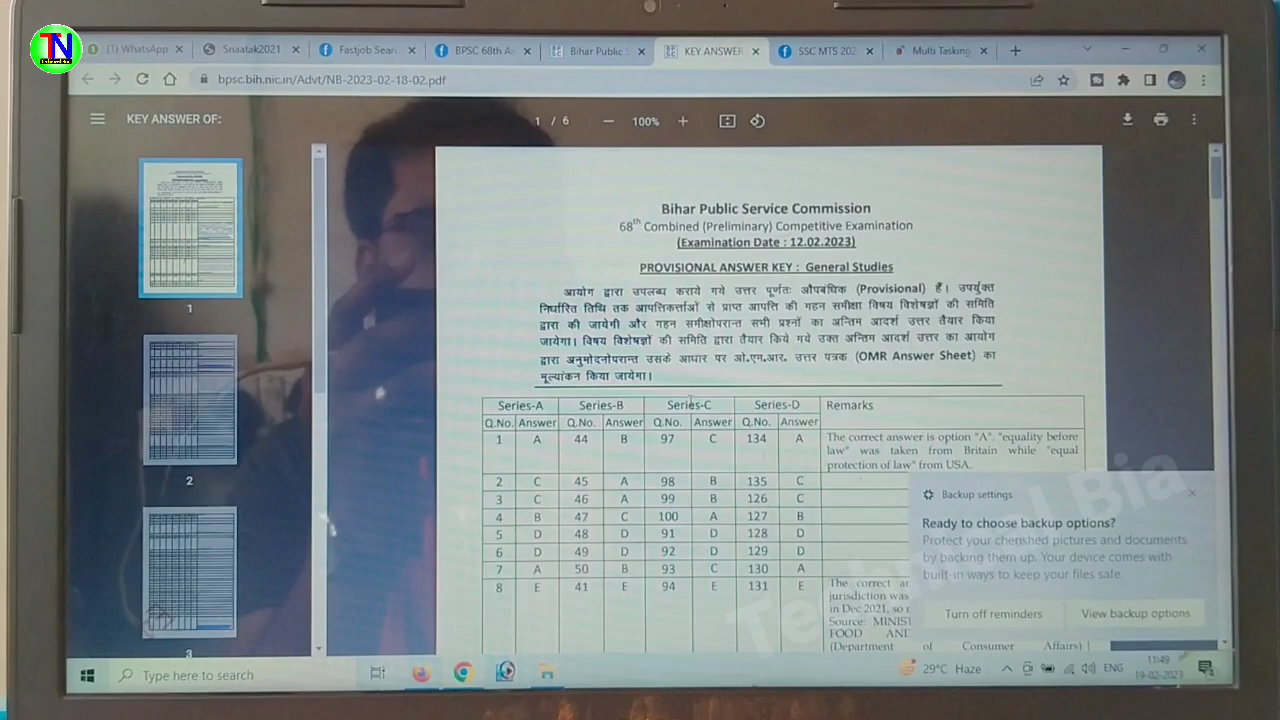 TN
(1) WhatsApp
Snaatak2021
Fastjob Sear
BPSC 68th A
Bihar Public S
KEY ANSWER
SSC MTS 202
Multi Tasking
bpsc.bih.nic.in/Advt/NB-2023-02-18-02.pdf
KEY ANSWER OF:
1 / 6
100%
1
2
3
Bihar Public Service Commission
68th Combined (Preliminary) Competitive Examination
(Examination Date : 12.02.2023)
PROVISIONAL ANSWER KEY : General Studies
आयोग द्वारा उपलब्ध कराये गये उत्तर पूर्णतः औपबंधिक (Provisional) हैं। उपर्युक्त
निर्धारित तिथि तक आपत्तिकर्त्ताओं से प्राप्त आपत्ति की गहन समीक्षा विषय विशेषज्ञों की समिति
द्वारा की जायेगी और गहन समीक्षोपरान्त सभी प्रश्नों का अन्तिम आदर्श उत्तर तैयार किया
जायेगा। विषय विशेषज्ञों की समिति द्वारा तैयार किये गये उक्त अन्तिम आदर्श उत्तर का आयोग
द्वारा अनुमोदनोपरान्त उसके आधार पर ओ.एम.आर. उत्तर पत्रक (OMR Answer Sheet) का
मूल्यांकन किया जायेगा।
Series-A Series-B Series-C Series-D Remarks
Q.No. Answer Q.No. Answer Q.No. Answer Q.No. Answer
1 A 44 B 97 C 134 A The correct answer is option "A". "equality before
law" was taken from Britain while "equal
protection of law" from USA.
2 C 45 A 98 B 135 C
3 C 46 A 99 B 126 C
4 B 47 C 100 A 127 B
5 D 48 D 91 D 128 D
6 D 49 D 92 D 129 D
7 A 50 B 93 C 130 A
8 E 41 E 94 E 131 E The correct
jurisdiction was
in Dec 2021, so
Source: MINIS
FOOD AND
(Department of Consumer Affairs)
Backup settings
Ready to choose backup options?
Protect your cherished pictures and documents
by backing them up. Your device comes with
built-in ways to keep your files safe.
Turn off reminders View backup options
Type here to search
29°C Haze
ENG
11:49
19-02-2023